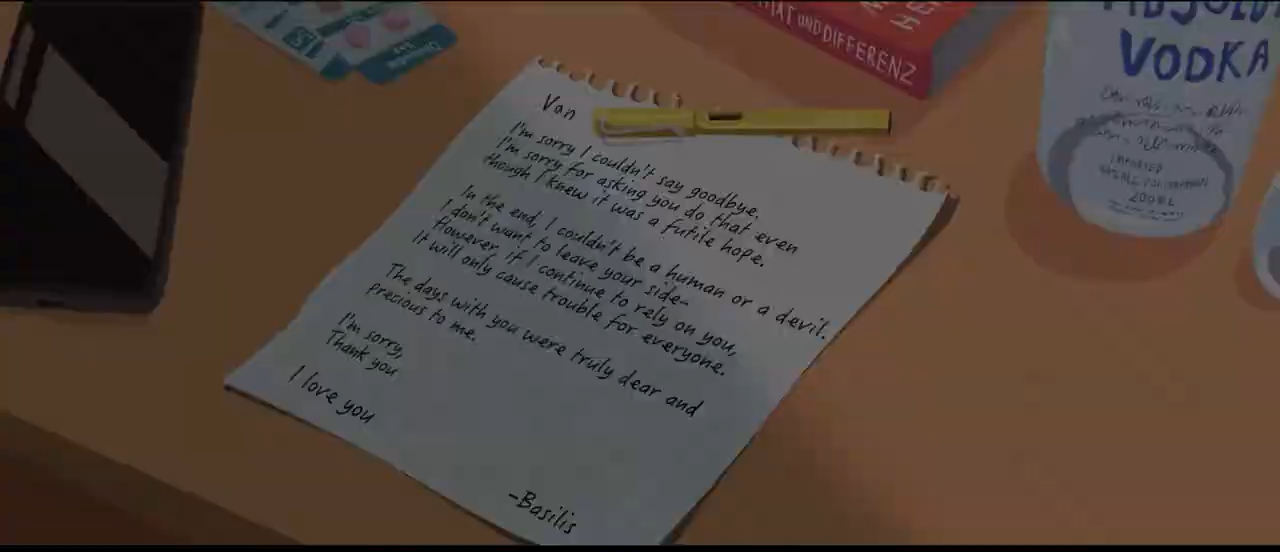 UND DIFFERENZ
VODKA
IMPORTED
Von
I'm sorry I couldn't say goodbye.
I'm sorry for asking you do that even
though I knew it was a futile hope.
In the end, I couldn't be a human or a devil.
I don't want to leave your side-
However, if I continue to rely on you,
It will only cause trouble for everyone.
The days with you were truly dear and
precious to me.
I'm sorry,
Thank you
I love you
-Basilis